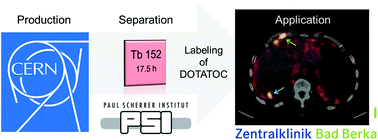 Production
Separation
Application
CERN
Tb 152
17.5 h
Labeling
of
DOTATOC
PAUL SCHERRER INSTITUT
PSI
Zentralklinik Bad Berka